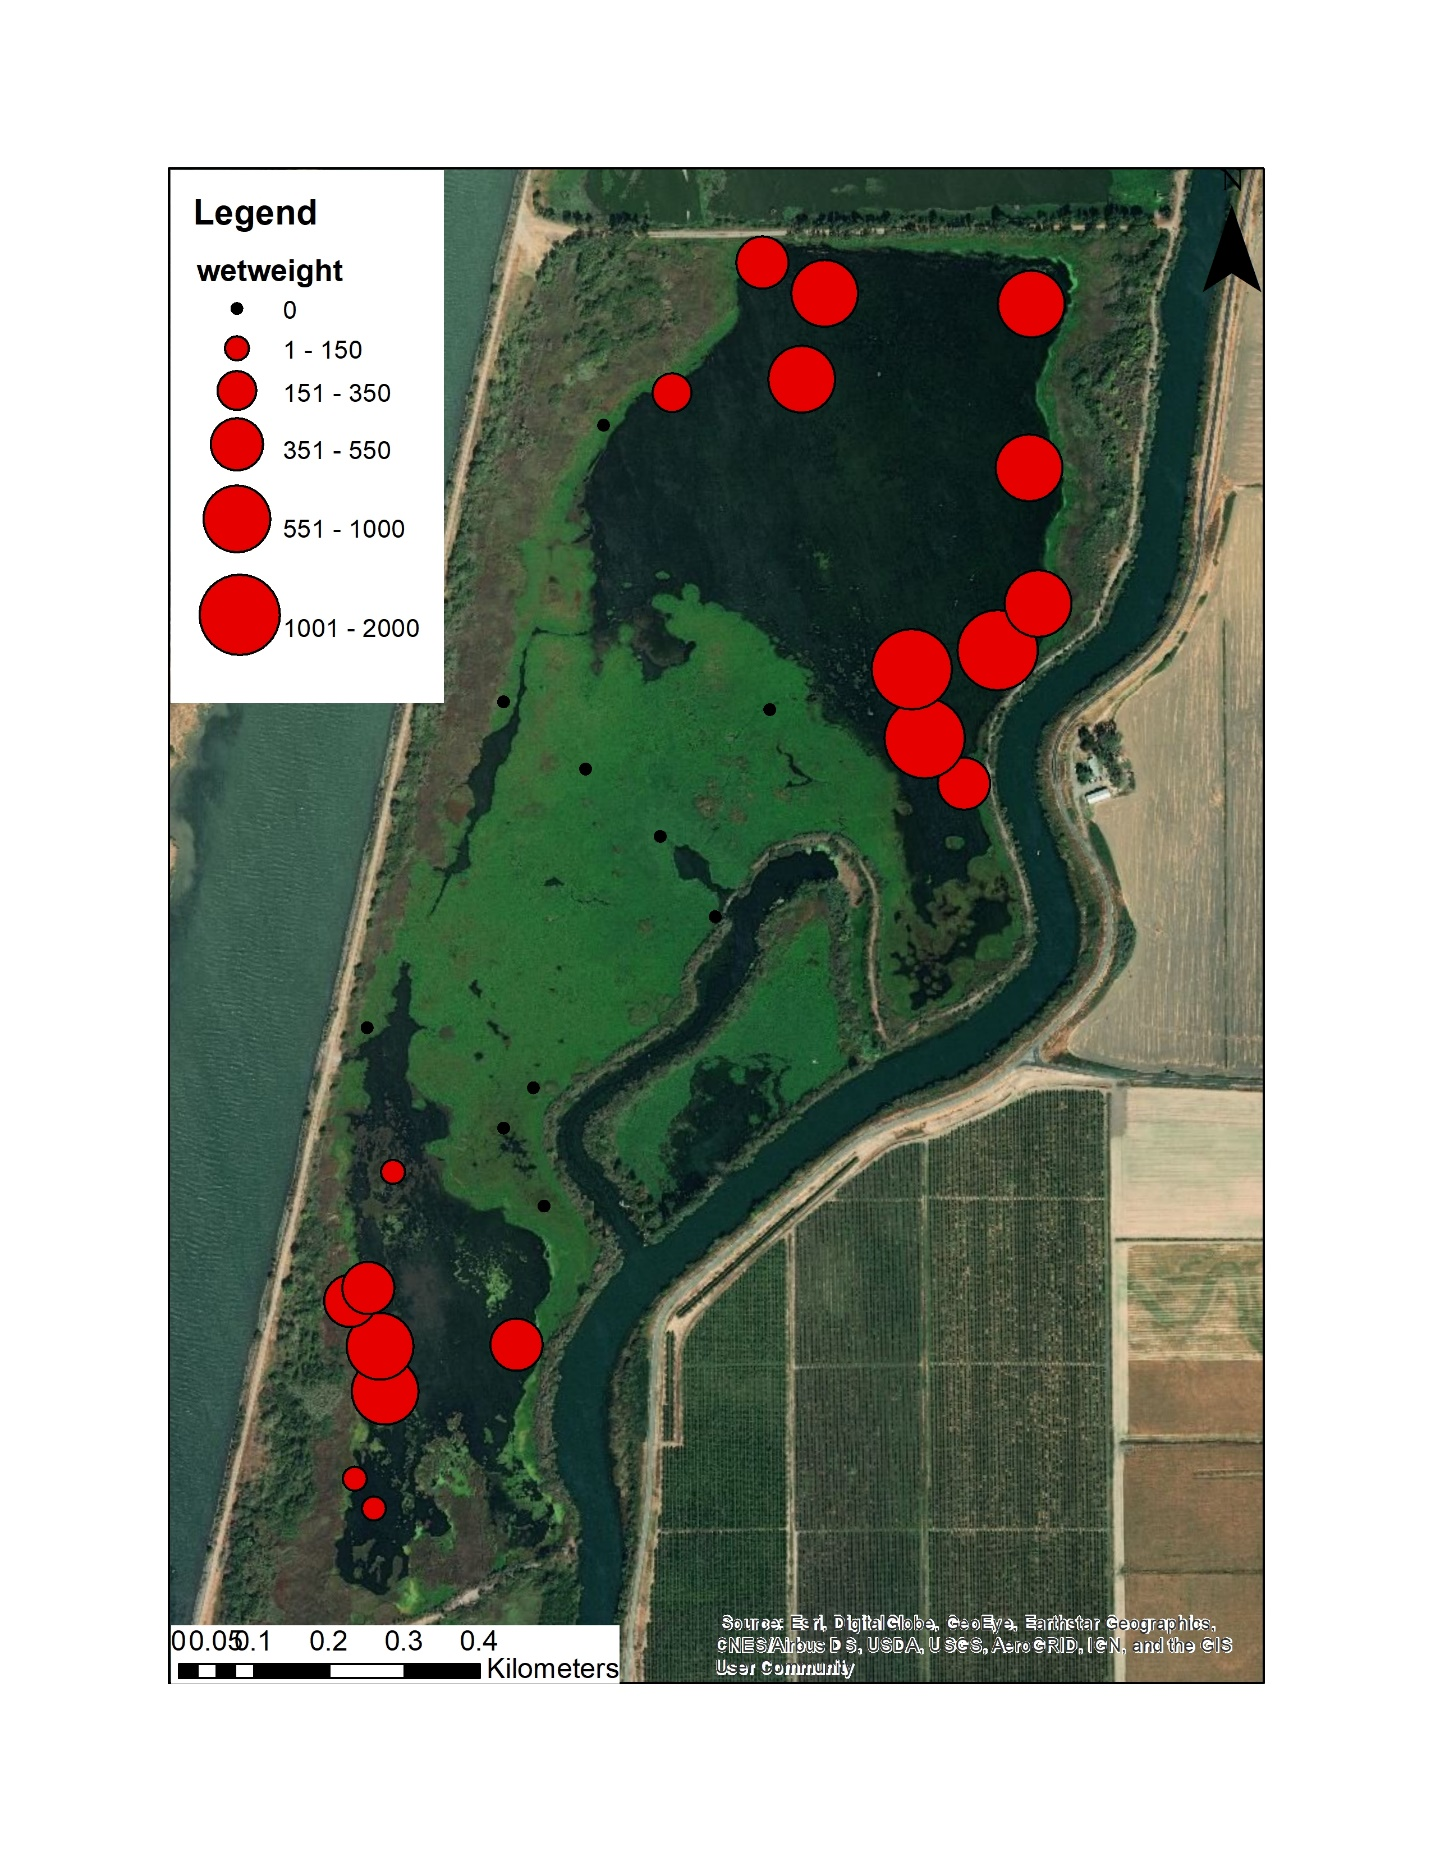 Legend
wetweight
0
1 - 150
151 - 350
351 - 550
551 - 1000
1001 - 2000
N
0 0.05 0.1 0.2 0.3 0.4
Kilometers
Source: Esri, DigitalGlobe, GeoEye, Earthstar Geographics,
CNES/Airbus DS, USDA, USGS, AeroGRID, IGN, and the GIS
User Community